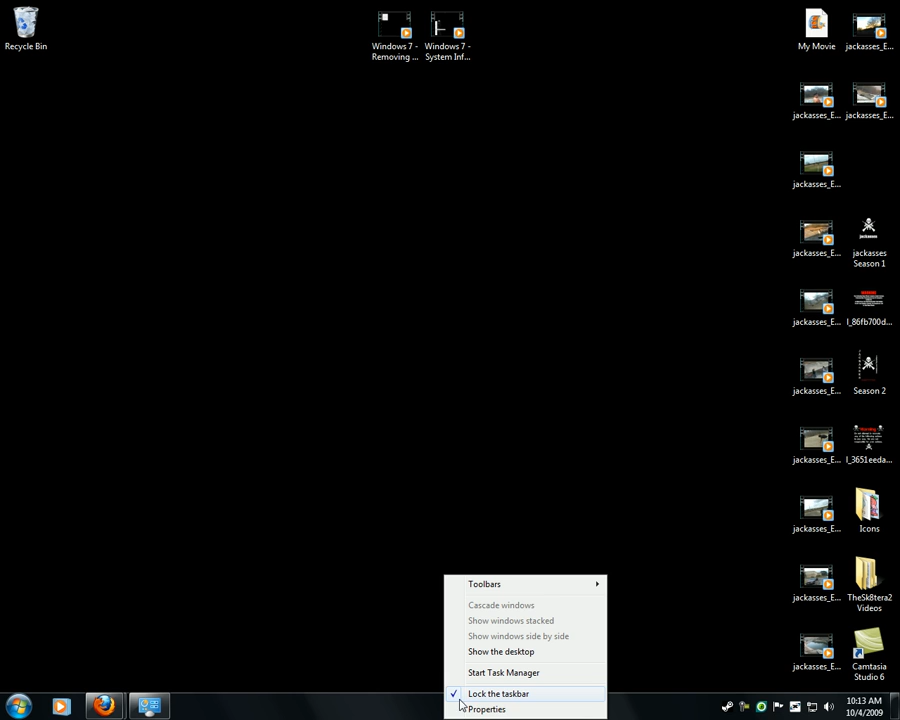 Recycle Bin
Windows 7 -
Removing ...
Windows 7 -
System Inf...
My Movie
jackasses_E...
jackasses_E...
jackasses_E...
jackasses_E...
jackasses_E...
jackasses
Season 1
jackasses_E...
l_86fb700d...
jackasses_E...
Season 2
jackasses_E...
l_3651eeda...
jackasses_E...
Icons
jackasses_E...
TheSk8tera2
Videos
jackasses_E...
Camtasia
Studio 6
Toolbars
Cascade windows
Show windows stacked
Show windows side by side
Show the desktop
Start Task Manager
Lock the taskbar
Properties
10:13 AM
10/4/2009